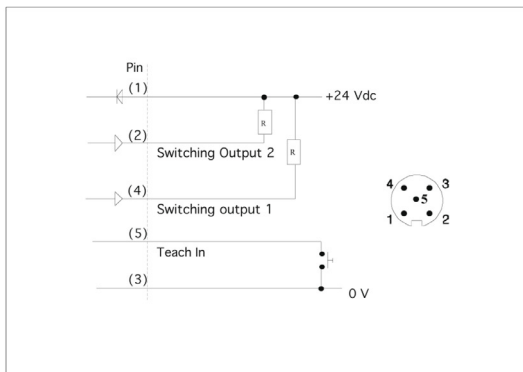 Pin
(1)
+24 Vdc
R
(2)
Switching Output 2
R
(4)
Switching output 1
(5)
Teach In
(3)
0 V
4
3
5
1
2